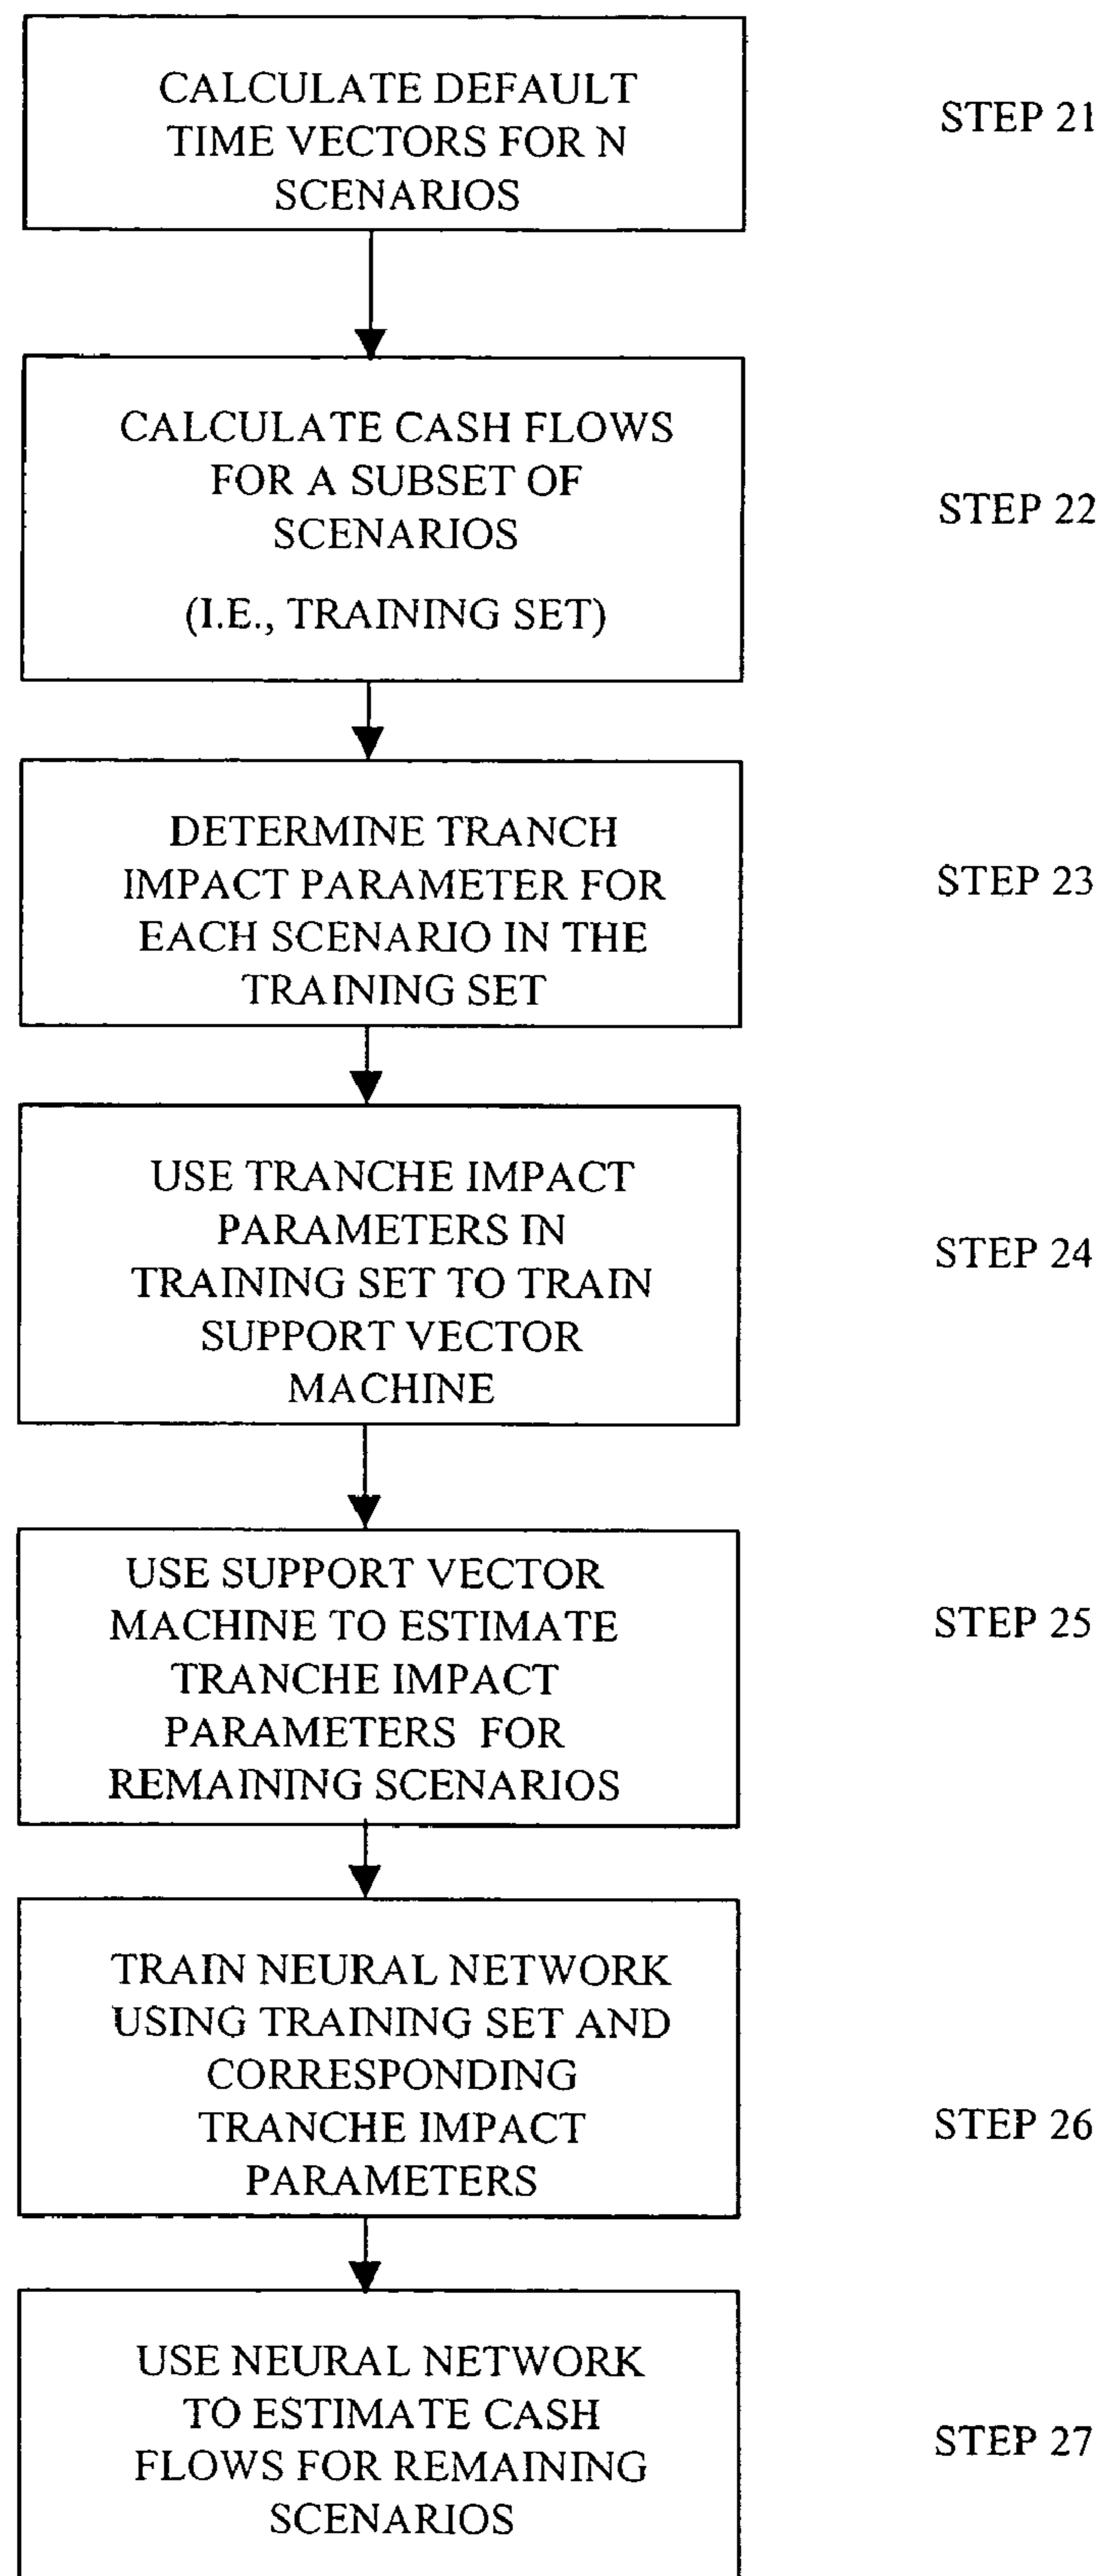 CALCULATE DEFAULT
TIME VECTORS FOR N
SCENARIOS
STEP 21
CALCULATE CASH FLOWS
FOR A SUBSET OF
SCENARIOS
(I.E., TRAINING SET)
STEP 22
DETERMINE TRANCH
IMPACT PARAMETER FOR
EACH SCENARIO IN THE
TRAINING SET
STEP 23
USE TRANCHE IMPACT
PARAMETERS IN
TRAINING SET TO TRAIN
SUPPORT VECTOR
MACHINE
STEP 24
USE SUPPORT VECTOR
MACHINE TO ESTIMATE
TRANCHE IMPACT
PARAMETERS FOR
REMAINING SCENARIOS
STEP 25
TRAIN NEURAL NETWORK
USING TRAINING SET AND
CORRESPONDING
TRANCHE IMPACT
PARAMETERS
STEP 26
USE NEURAL NETWORK
TO ESTIMATE CASH
FLOWS FOR REMAINING
SCENARIOS
STEP 27